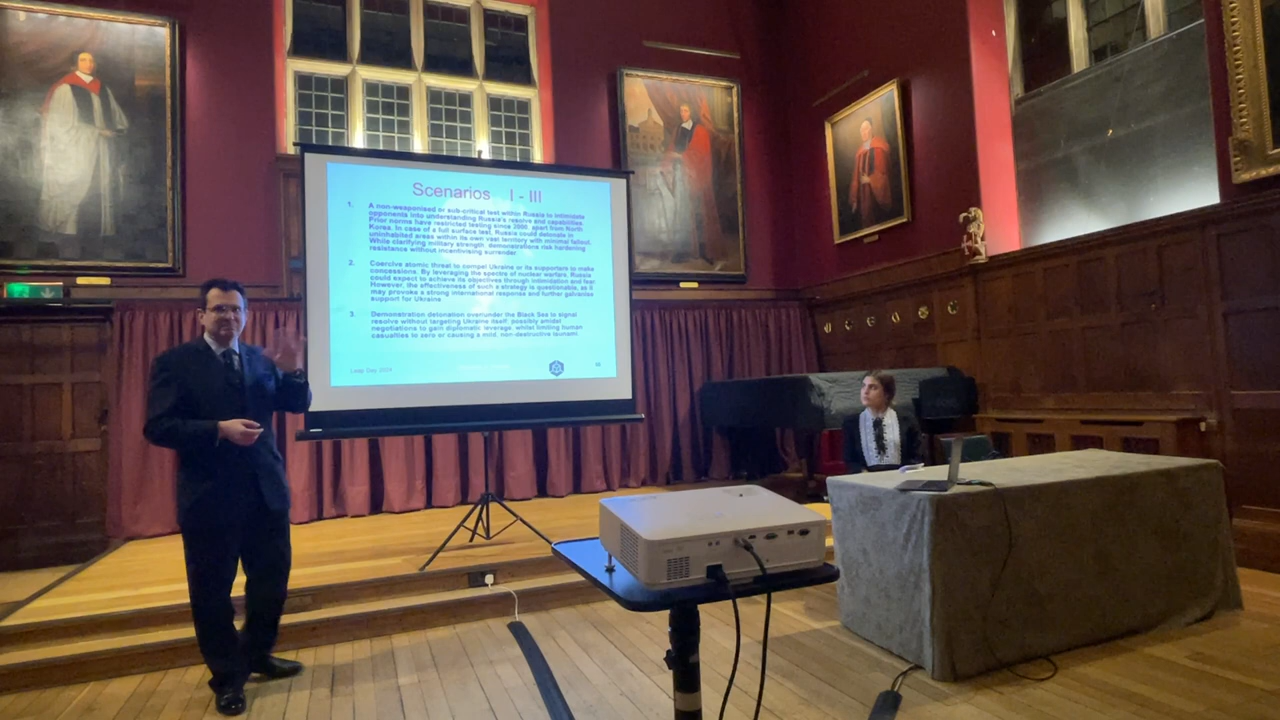 Scenarios I - III
1. A non-weaponised or sub-critical test within Russia to intimidate
opponents into understanding Russia's resolve and capabilities.
Prior norms have restricted testing since 2000, apart from North
Korea. In case of a full surface test, Russia could detonate in
uninhabited areas within its own vast territory with minimal fallout.
While clarifying military strength, demonstrations risk hardening
resistance without incentivising surrender
2. Coercive atomic threat to compel Ukraine or its supporters to make
concessions. By leveraging the spectre of nuclear warfare, Russia
could expect to achieve its objectives through intimidation and fear
However, the effectiveness of such a strategy is questionable, as it
may provoke a strong international response and further galvanise
support for Ukraine
3. Demonstration detonation over/under the Black Sea to signal
resolve without targeting Ukraine itself; possibly amidst
negotiations to gain diplomatic leverage, whilst limiting human
casualties to zero or causing a mild, non-destructive tsunami.
Leap Day 2024